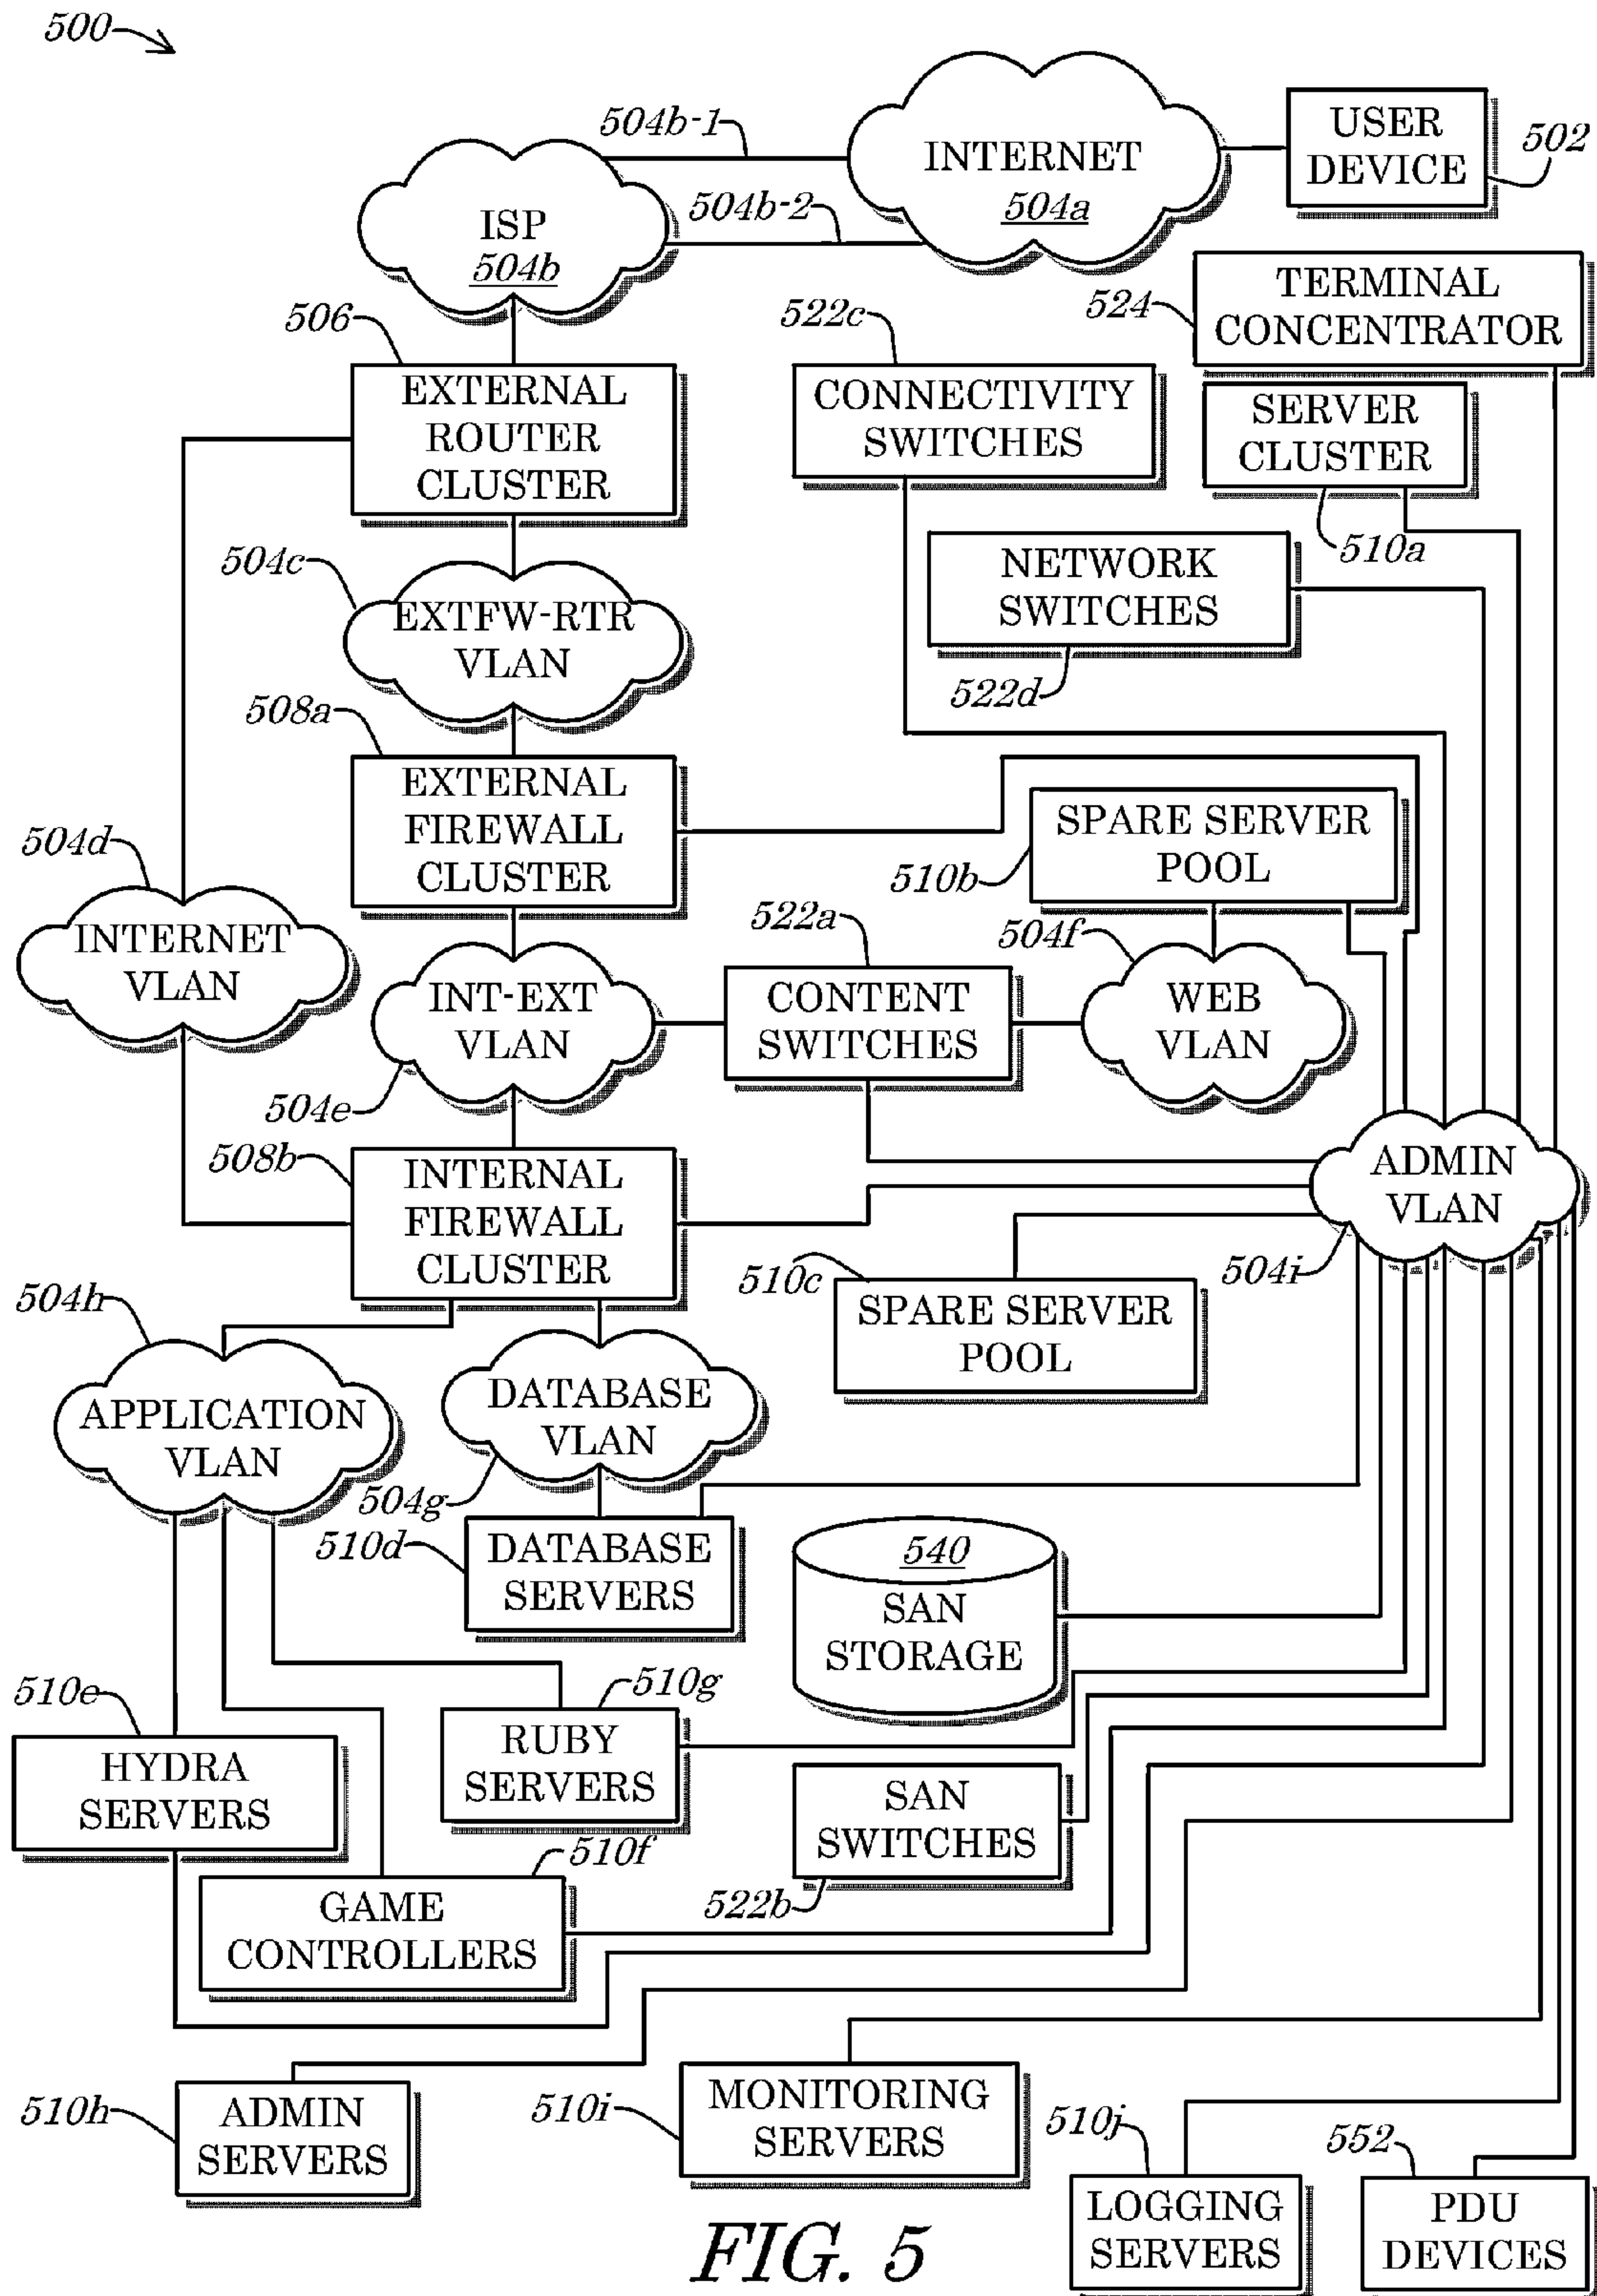 500
504b-1
INTERNET
504a
USER
DEVICE
502
ISP
504b
504b-2
506
522c
524
TERMINAL
CONCENTRATOR
EXTERNAL
ROUTER
CLUSTER
CONNECTIVITY
SWITCHES
SERVER
CLUSTER
510a
504c
EXTFW-RTR
VLAN
NETWORK
SWITCHES
522d
508a
EXTERNAL
FIREWALL
CLUSTER
SPARE SERVER
POOL
510b
504d
INTERNET
VLAN
522a
504f
INT-EXT
VLAN
CONTENT
SWITCHES
WEB
VLAN
504e
508b
INTERNAL
FIREWALL
CLUSTER
ADMIN
VLAN
504i
510c
SPARE SERVER
POOL
504h
APPLICATION
VLAN
DATABASE
VLAN
504g
510d
DATABASE
SERVERS
540
SAN
STORAGE
510e
HYDRA
SERVERS
510g
RUBY
SERVERS
SAN
SWITCHES
522b
510f
GAME
CONTROLLERS
510h
ADMIN
SERVERS
510i
MONITORING
SERVERS
510j
LOGGING
SERVERS
552
PDU
DEVICES
FIG. 5